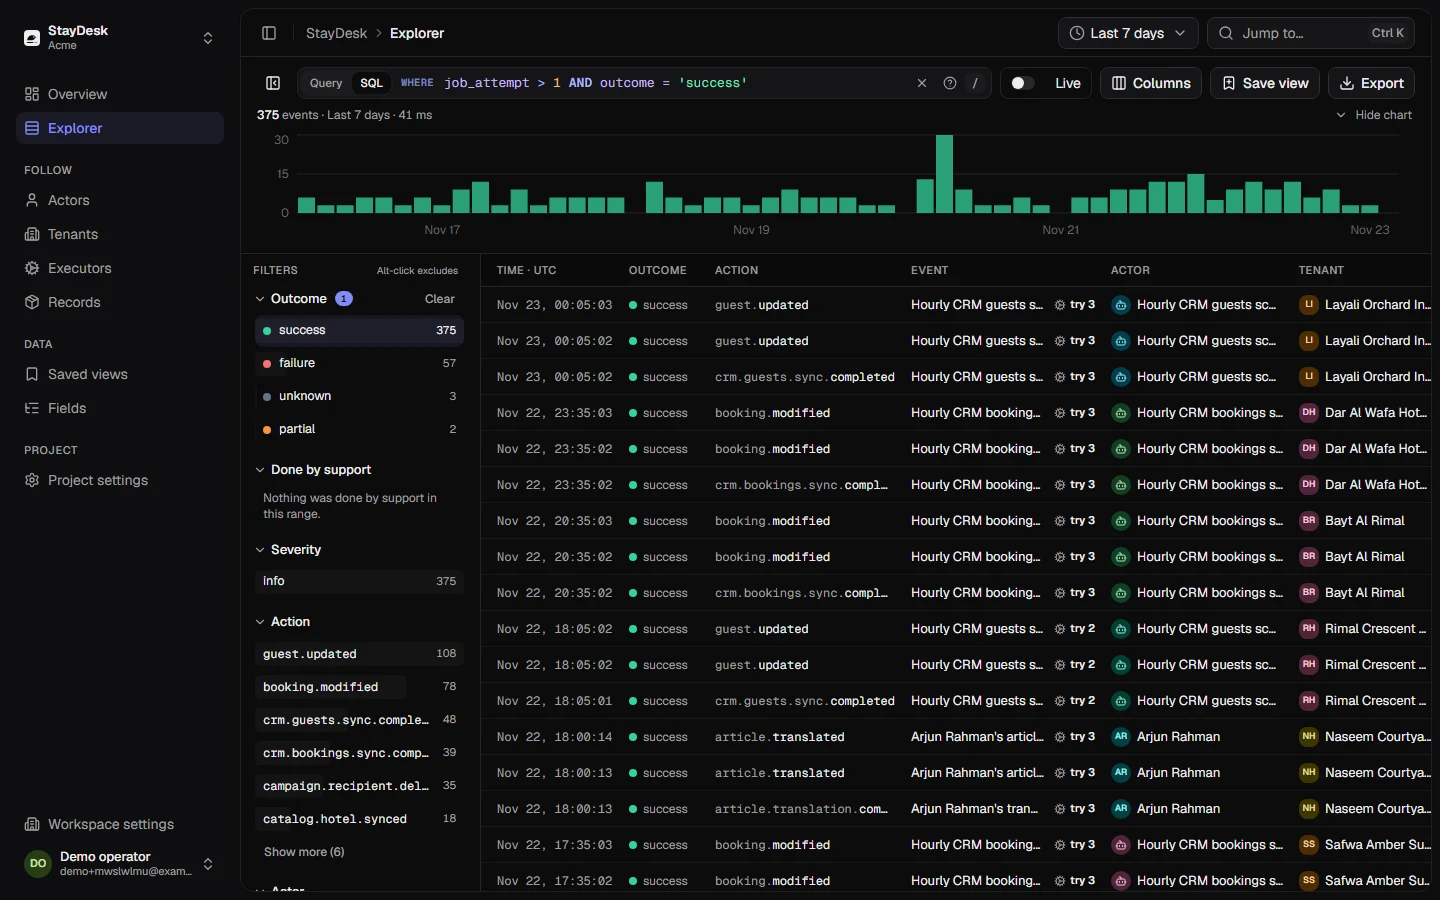 StayDesk
Acme
Overview
Explorer
FOLLOW
Actors
Tenants
Executors
Records
DATA
Saved views
Fields
PROJECT
Project settings
Workspace settings
DO
Demo operator
demo+mwslwlmu@exam...
StayDesk > Explorer
Last 7 days
Jump to...
Ctrl K
Query SQL WHERE job_attempt > 1 AND outcome = 'success'
/
Live
Columns
Save view
Export
375 events · Last 7 days · 41 ms
Hide chart
30
15
0
Nov 17
Nov 19
Nov 21
Nov 23
FILTERS
Alt-click excludes
Outcome 1 Clear
success 375
failure 57
unknown 3
partial 2
Done by support
Nothing was done by support in
this range.
Severity
info 375
Action
guest.updated 108
booking.modified 78
crm.guests.sync.comple… 48
crm.bookings.sync.comp… 39
campaign.recipient.del… 35
catalog.hotel.synced 18
Show more (6)
Actor
TIME · UTC OUTCOME ACTION EVENT ACTOR TENANT
Nov 23, 00:05:03 success guest.updated Hourly CRM guests s... try 3 Hourly CRM guests sc... LI Layali Orchard In...
Nov 23, 00:05:02 success guest.updated Hourly CRM guests s... try 3 Hourly CRM guests sc... LI Layali Orchard In...
Nov 23, 00:05:02 success crm.guests.sync.completed Hourly CRM guests s... try 3 Hourly CRM guests sc... LI Layali Orchard In...
Nov 22, 23:35:03 success booking.modified Hourly CRM booking... try 3 Hourly CRM bookings s... DH Dar Al Wafa Hot...
Nov 22, 23:35:02 success booking.modified Hourly CRM booking... try 3 Hourly CRM bookings s... DH Dar Al Wafa Hot...
Nov 22, 23:35:02 success crm.bookings.sync.compl… Hourly CRM booking... try 3 Hourly CRM bookings s... DH Dar Al Wafa Hot...
Nov 22, 20:35:03 success booking.modified Hourly CRM booking... try 3 Hourly CRM bookings s... BR Bayt Al Rimal
Nov 22, 20:35:02 success booking.modified Hourly CRM booking... try 3 Hourly CRM bookings s... BR Bayt Al Rimal
Nov 22, 20:35:02 success crm.bookings.sync.compl… Hourly CRM booking... try 3 Hourly CRM bookings s... BR Bayt Al Rimal
Nov 22, 18:05:02 success guest.updated Hourly CRM guests s... try 2 Hourly CRM guests sc... RH Rimal Crescent ...
Nov 22, 18:05:02 success guest.updated Hourly CRM guests s... try 2 Hourly CRM guests sc... RH Rimal Crescent ...
Nov 22, 18:05:01 success crm.guests.sync.completed Hourly CRM guests s... try 2 Hourly CRM guests sc... RH Rimal Crescent ...
Nov 22, 18:00:14 success article.translated Arjun Rahman's articl... try 3 AR Arjun Rahman NH Naseem Courtya...
Nov 22, 18:00:13 success article.translated Arjun Rahman's articl... try 3 AR Arjun Rahman NH Naseem Courtya...
Nov 22, 18:00:13 success article.translation.com… Arjun Rahman's tran... try 3 AR Arjun Rahman NH Naseem Courtya...
Nov 22, 17:35:03 success booking.modified Hourly CRM booking... try 3 Hourly CRM bookings s... SS Safwa Amber Su...
Nov 22, 17:35:02 success booking.modified Hourly CRM booking... try 3 Hourly CRM bookings s... SS Safwa Amber Su...